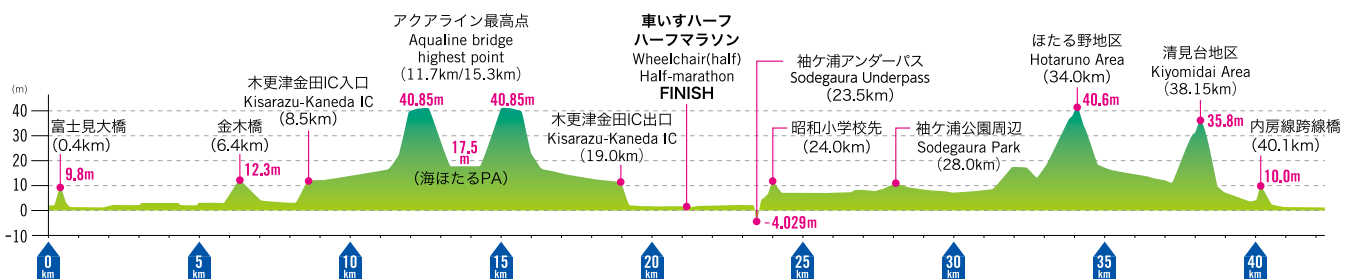 アクアライン最高点
Aqualine bridge
highest point
(11.7km/15.3km)
車いすハーフ
ハーフマラソン
Wheelchair(half)
Half-marathon
FINISH
袖ケ浦アンダーパス
Sodegaura Underpass
(23.5km)
ほたる野地区
Hotaruno Area
(34.0km)
清見台地区
Kiyomidai Area
(38.15km)
木更津金田IC入口
Kisarazu-Kaneda IC
(8.5km)
富士見大橋
(0.4km)
9.8m
金木橋
(6.4km)
12.3m
40.85m
40.85m
17.5
m
(海ほたるPA)
木更津金田IC出口
Kisarazu-Kaneda IC
(19.0km)
-4.029m
昭和小学校先
(24.0km)
袖ケ浦公園周辺
Sodegaura Park
(28.0km)
40.6m
35.8m
内房線跨線橋
(40.1km)
10.0m
(m)
40
30
20
10
0
-10
0
km
5
km
10
km
15
km
20
km
25
km
30
km
35
km
40
km